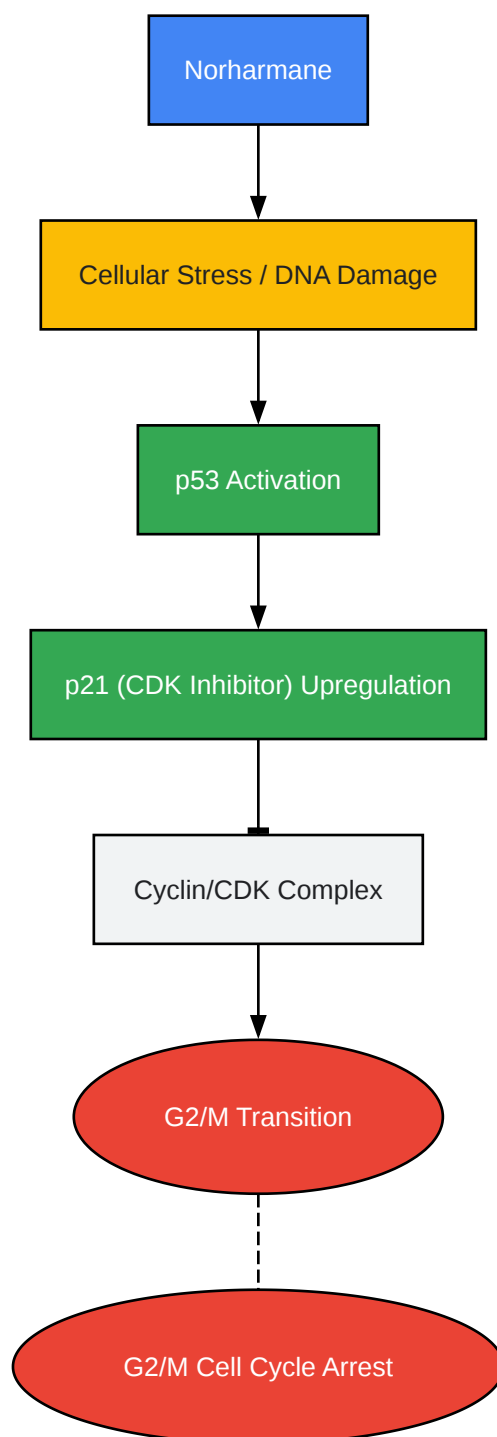 Norharmane
Cellular Stress / DNA Damage
p53 Activation
p21 (CDK Inhibitor) Upregulation
Cyclin/CDK Complex
G2/M Transition
G2/M Cell Cycle Arrest